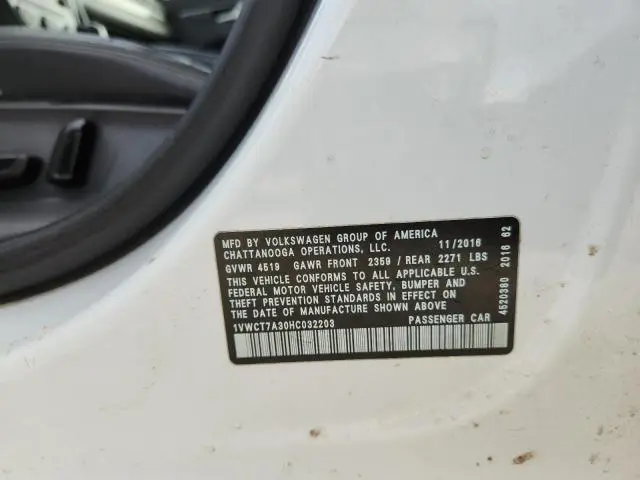 MFD BY VOLKSWAGEN GROUP OF AMERICA
CHATTANOOGA OPERATIONS, LLC. 11/2016
GVWR 4519 GAWR FRONT 2359 / REAR 2271 LBS
THIS VEHICLE CONFORMS TO ALL APPLICABLE U.S.
FEDERAL MOTOR VEHICLE SAFETY, BUMPER AND
THEFT PREVENTION STANDARDS IN EFFECT ON
THE DATE OF MANUFACTURE SHOWN ABOVE
1VWCT7A30HC032203 PASSENGER CAR
4520380 2016 62